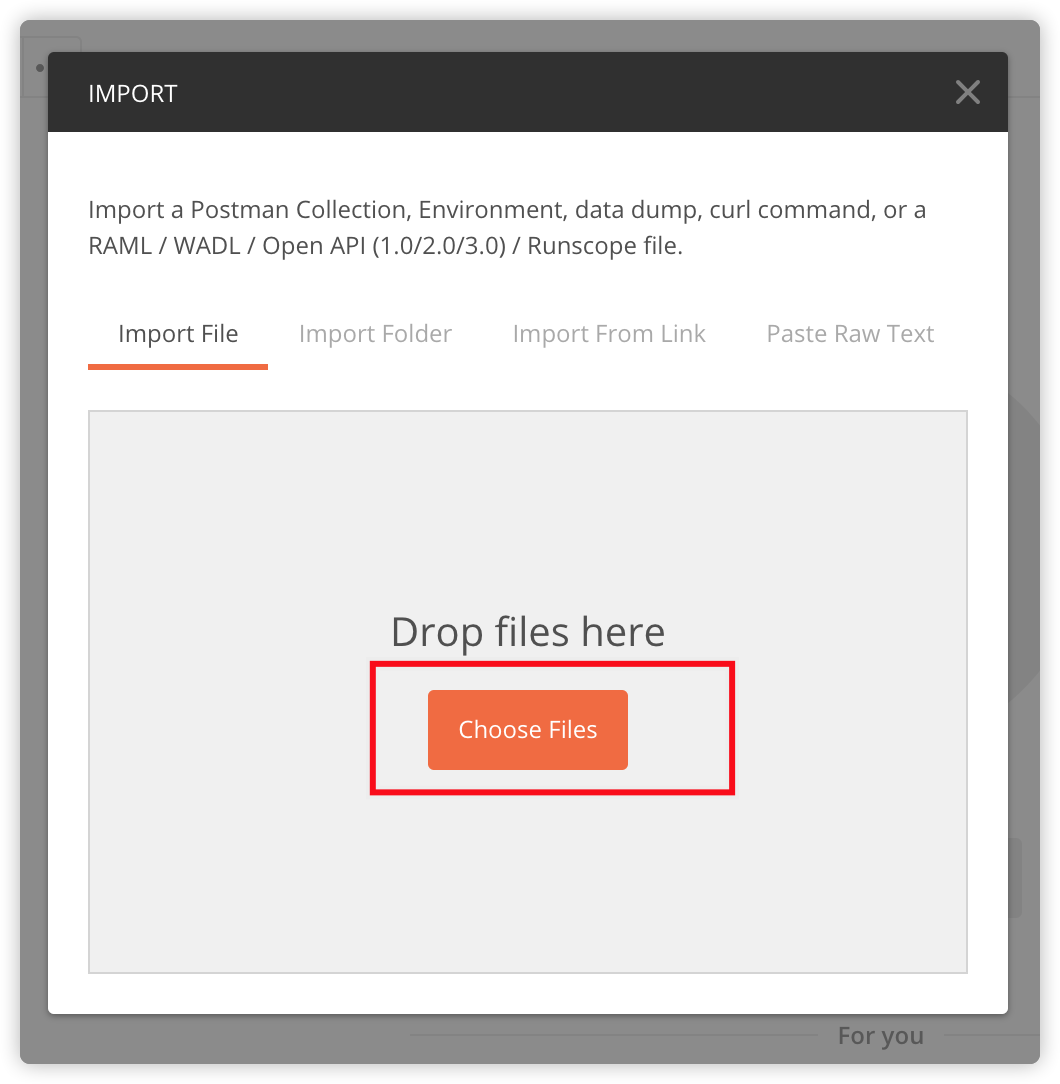 IMPORT
Import a Postman Collection, Environment, data dump, curl command, or a
RAML / WADL / Open API (1.0/2.0/3.0) / Runscope file.
Import File
Import Folder
Import From Link
Paste Raw Text
Drop files here
Choose Files
For you